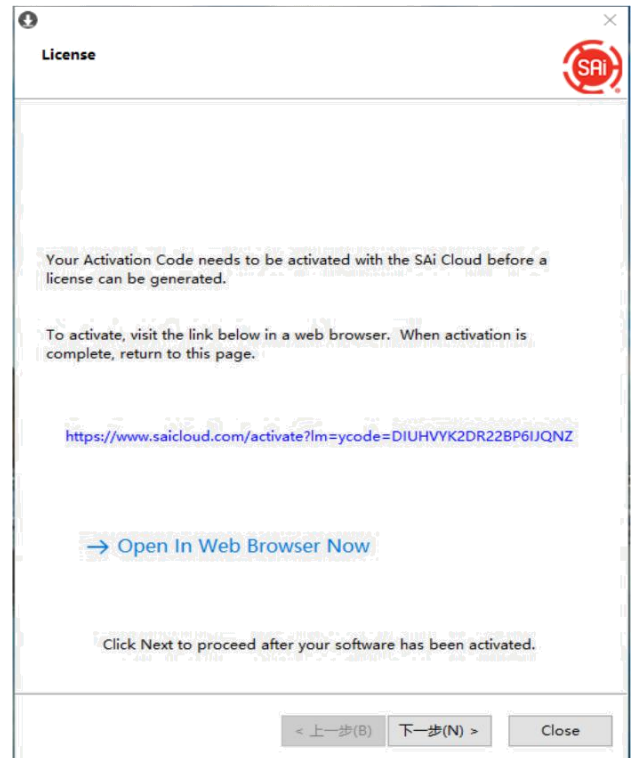 License
SAi
Your Activation Code needs to be activated with the SAi Cloud before a
license can be generated.
To activate, visit the link below in a web browser.  When activation is
complete, return to this page.
https://www.saicloud.com/activate?lm=ycode=DIUHVYK2DR22BP6IJQNZ
→ Open In Web Browser Now
Click Next to proceed after your software has been activated.
< 上一步(B) 下一步(N) > Close